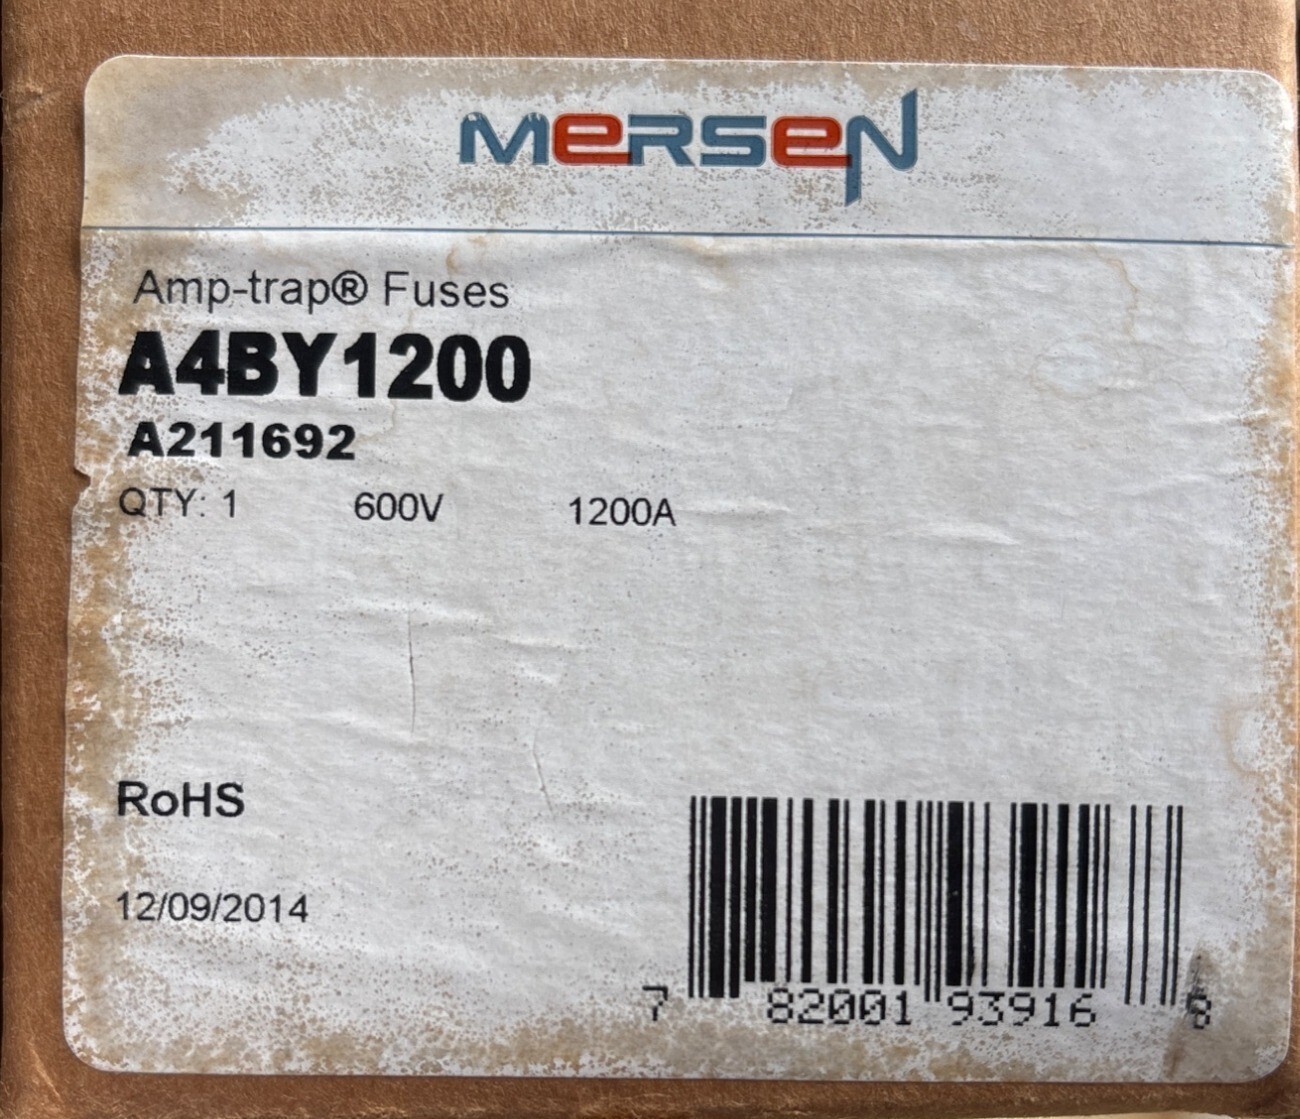 MERSEN
Amp-trap® Fuses
A4BY1200
A211692
QTY: 1 600V 1200A
RoHS
12/09/2014
7 82001 93916 8